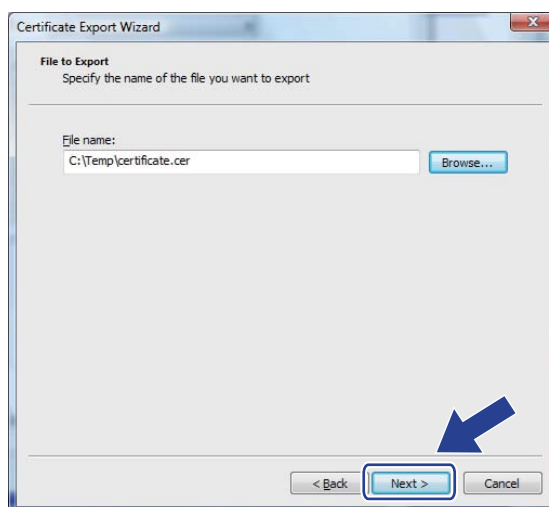 Certificate Export Wizard
File to Export
Specify the name of the file you want to export
File name:
C:\Temp\certificate.cer
Browse...
< Back
Next >
Cancel